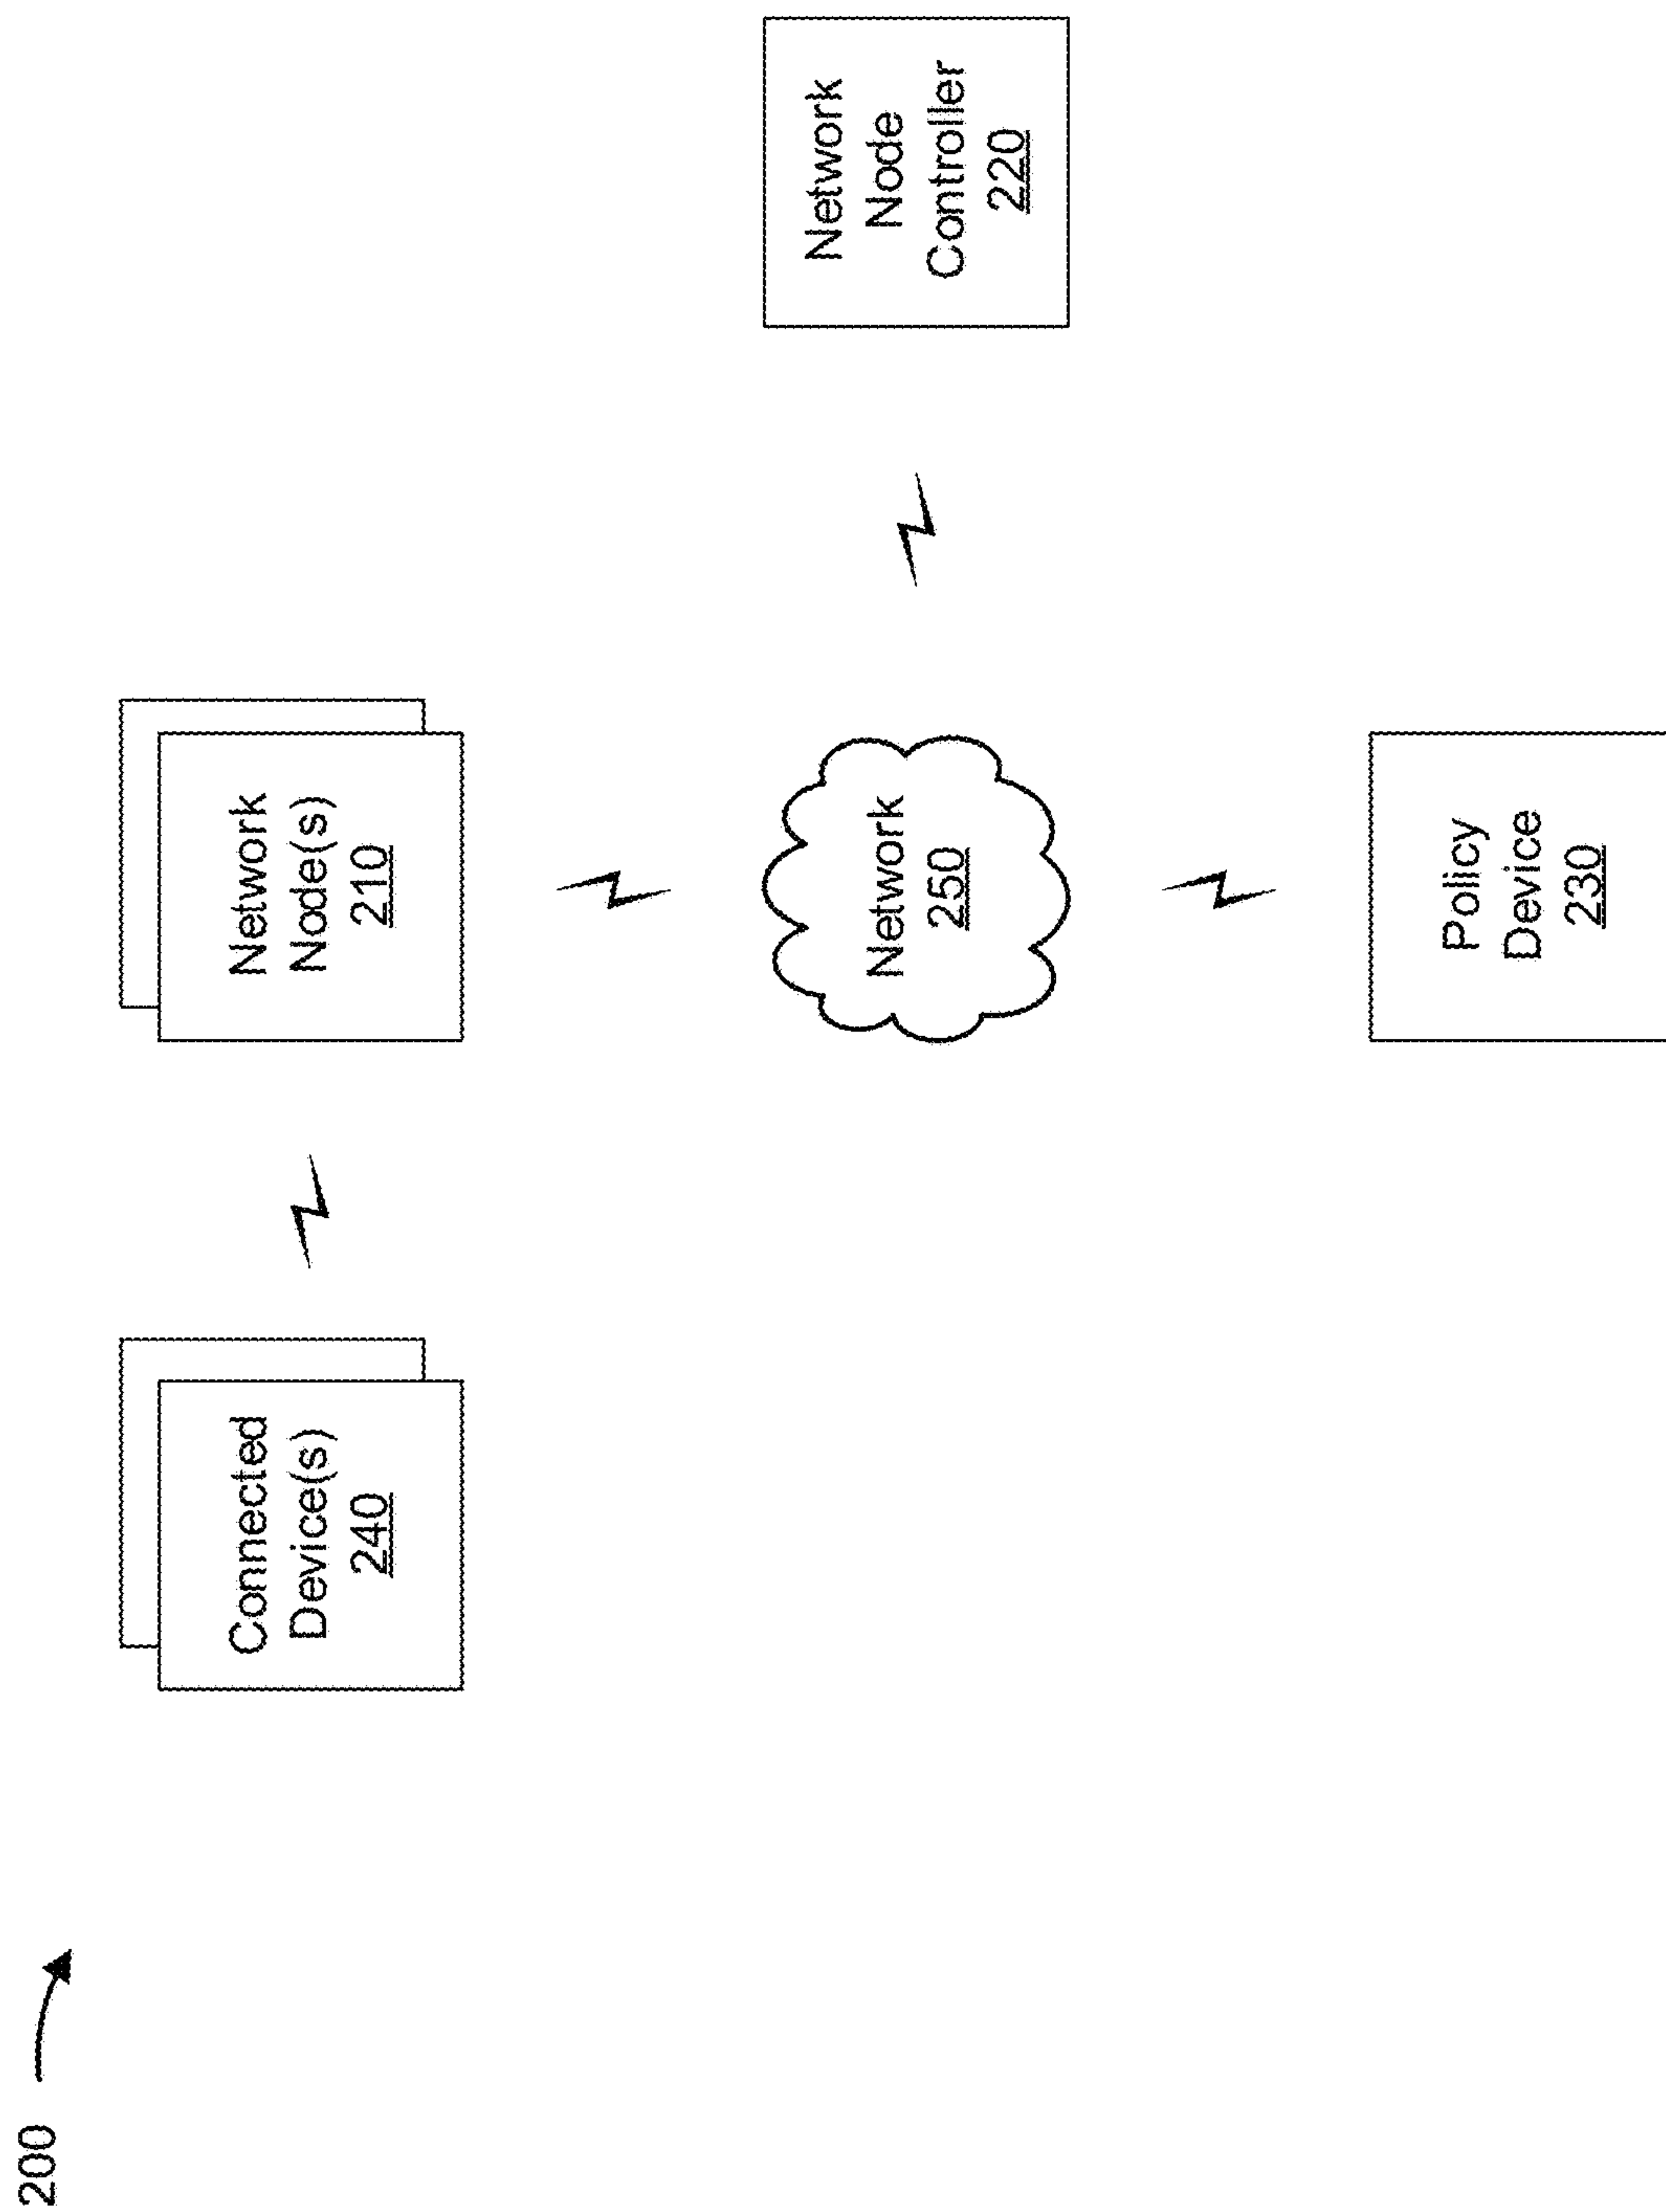 200
Connected
Device(s)
240
Network
Node(s)
210
Network
250
Network
Node
Controller
220
Policy
Device
230